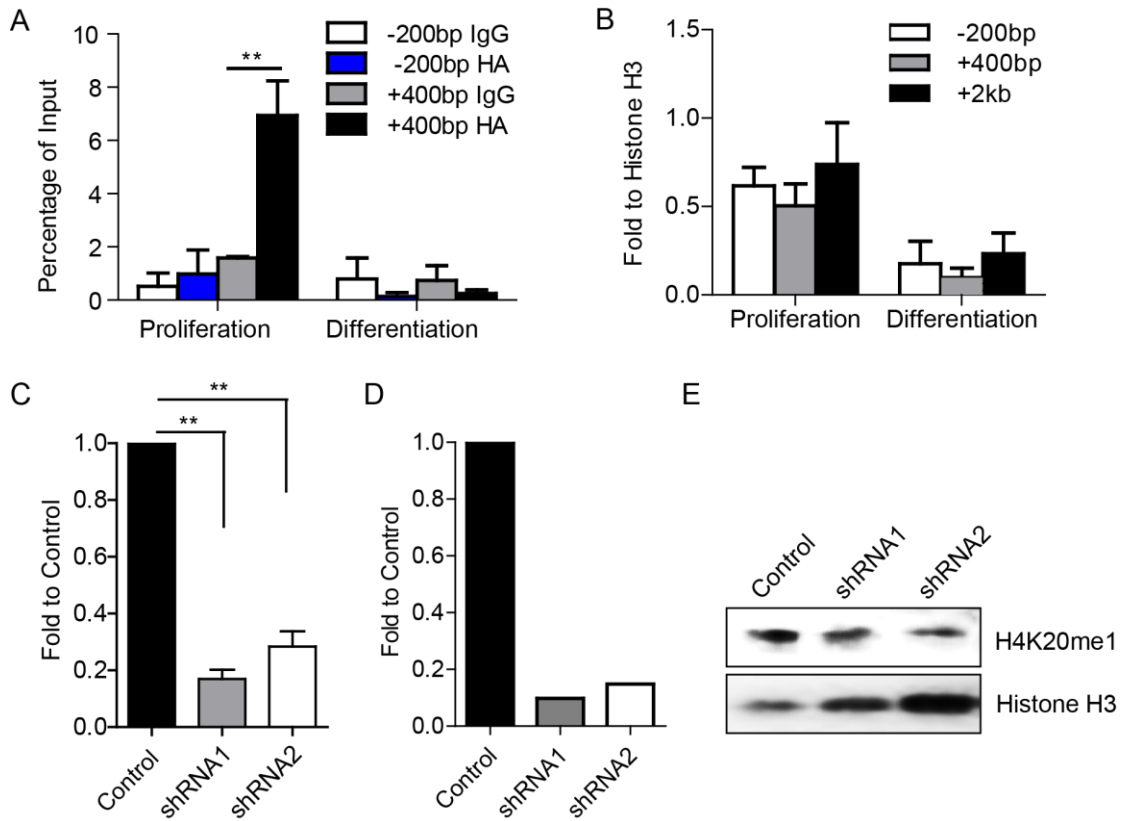 A
Percentage of Input
10
8
6
4
2
0
**
-200bp IgG
-200bp HA
+400bp IgG
+400bp HA
Proliferation
Differentiation
B
Fold to Histone H3
1.5
1.0
0.5
0.0
-200bp
+400bp
+2kb
Proliferation
Differentiation
C
Fold to Control
1.0
0.8
0.6
0.4
0.2
0.0
**
**
Control
shRNA1
shRNA2
D
Fold to Control
1.0
0.8
0.6
0.4
0.2
0.0
Control
shRNA1
shRNA2
E
Control
shRNA1
shRNA2
H4K20me1
Histone H3